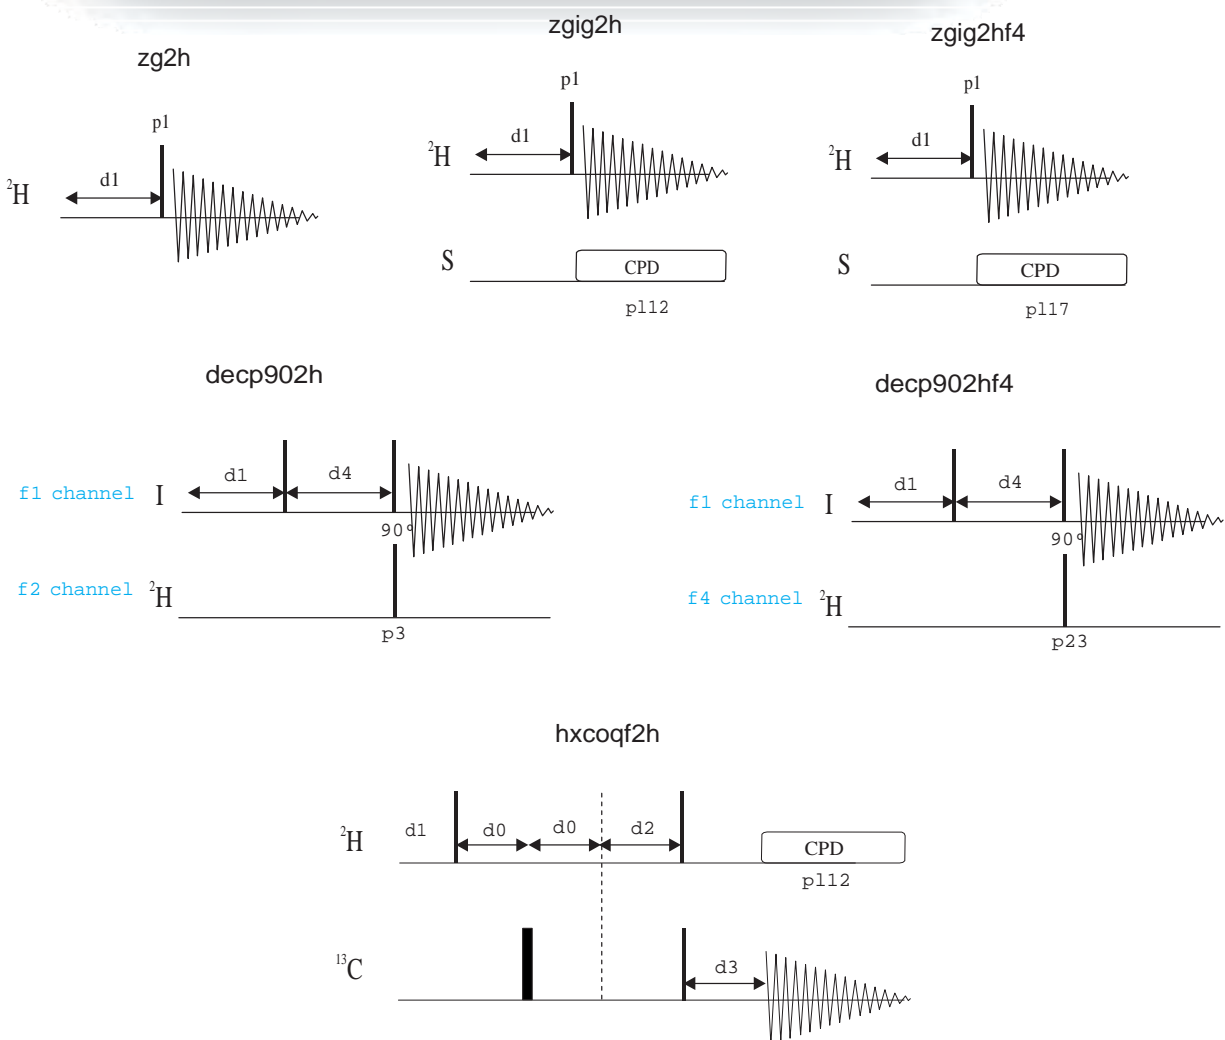 zg2h
zgig2h
zgig2hf4
p1
²H
d1
p1
²H
d1
S
CPD
pl12
p1
²H
d1
S
CPD
pl17
decp902h
f1 channel
I
d1
d4
90°
f2 channel
²H
p3
decp902hf4
f1 channel
I
d1
d4
90°
f4 channel
²H
p23
hxcoqf2h
²H
d1
d0
d0
d2
CPD
pl12
¹³C
d3